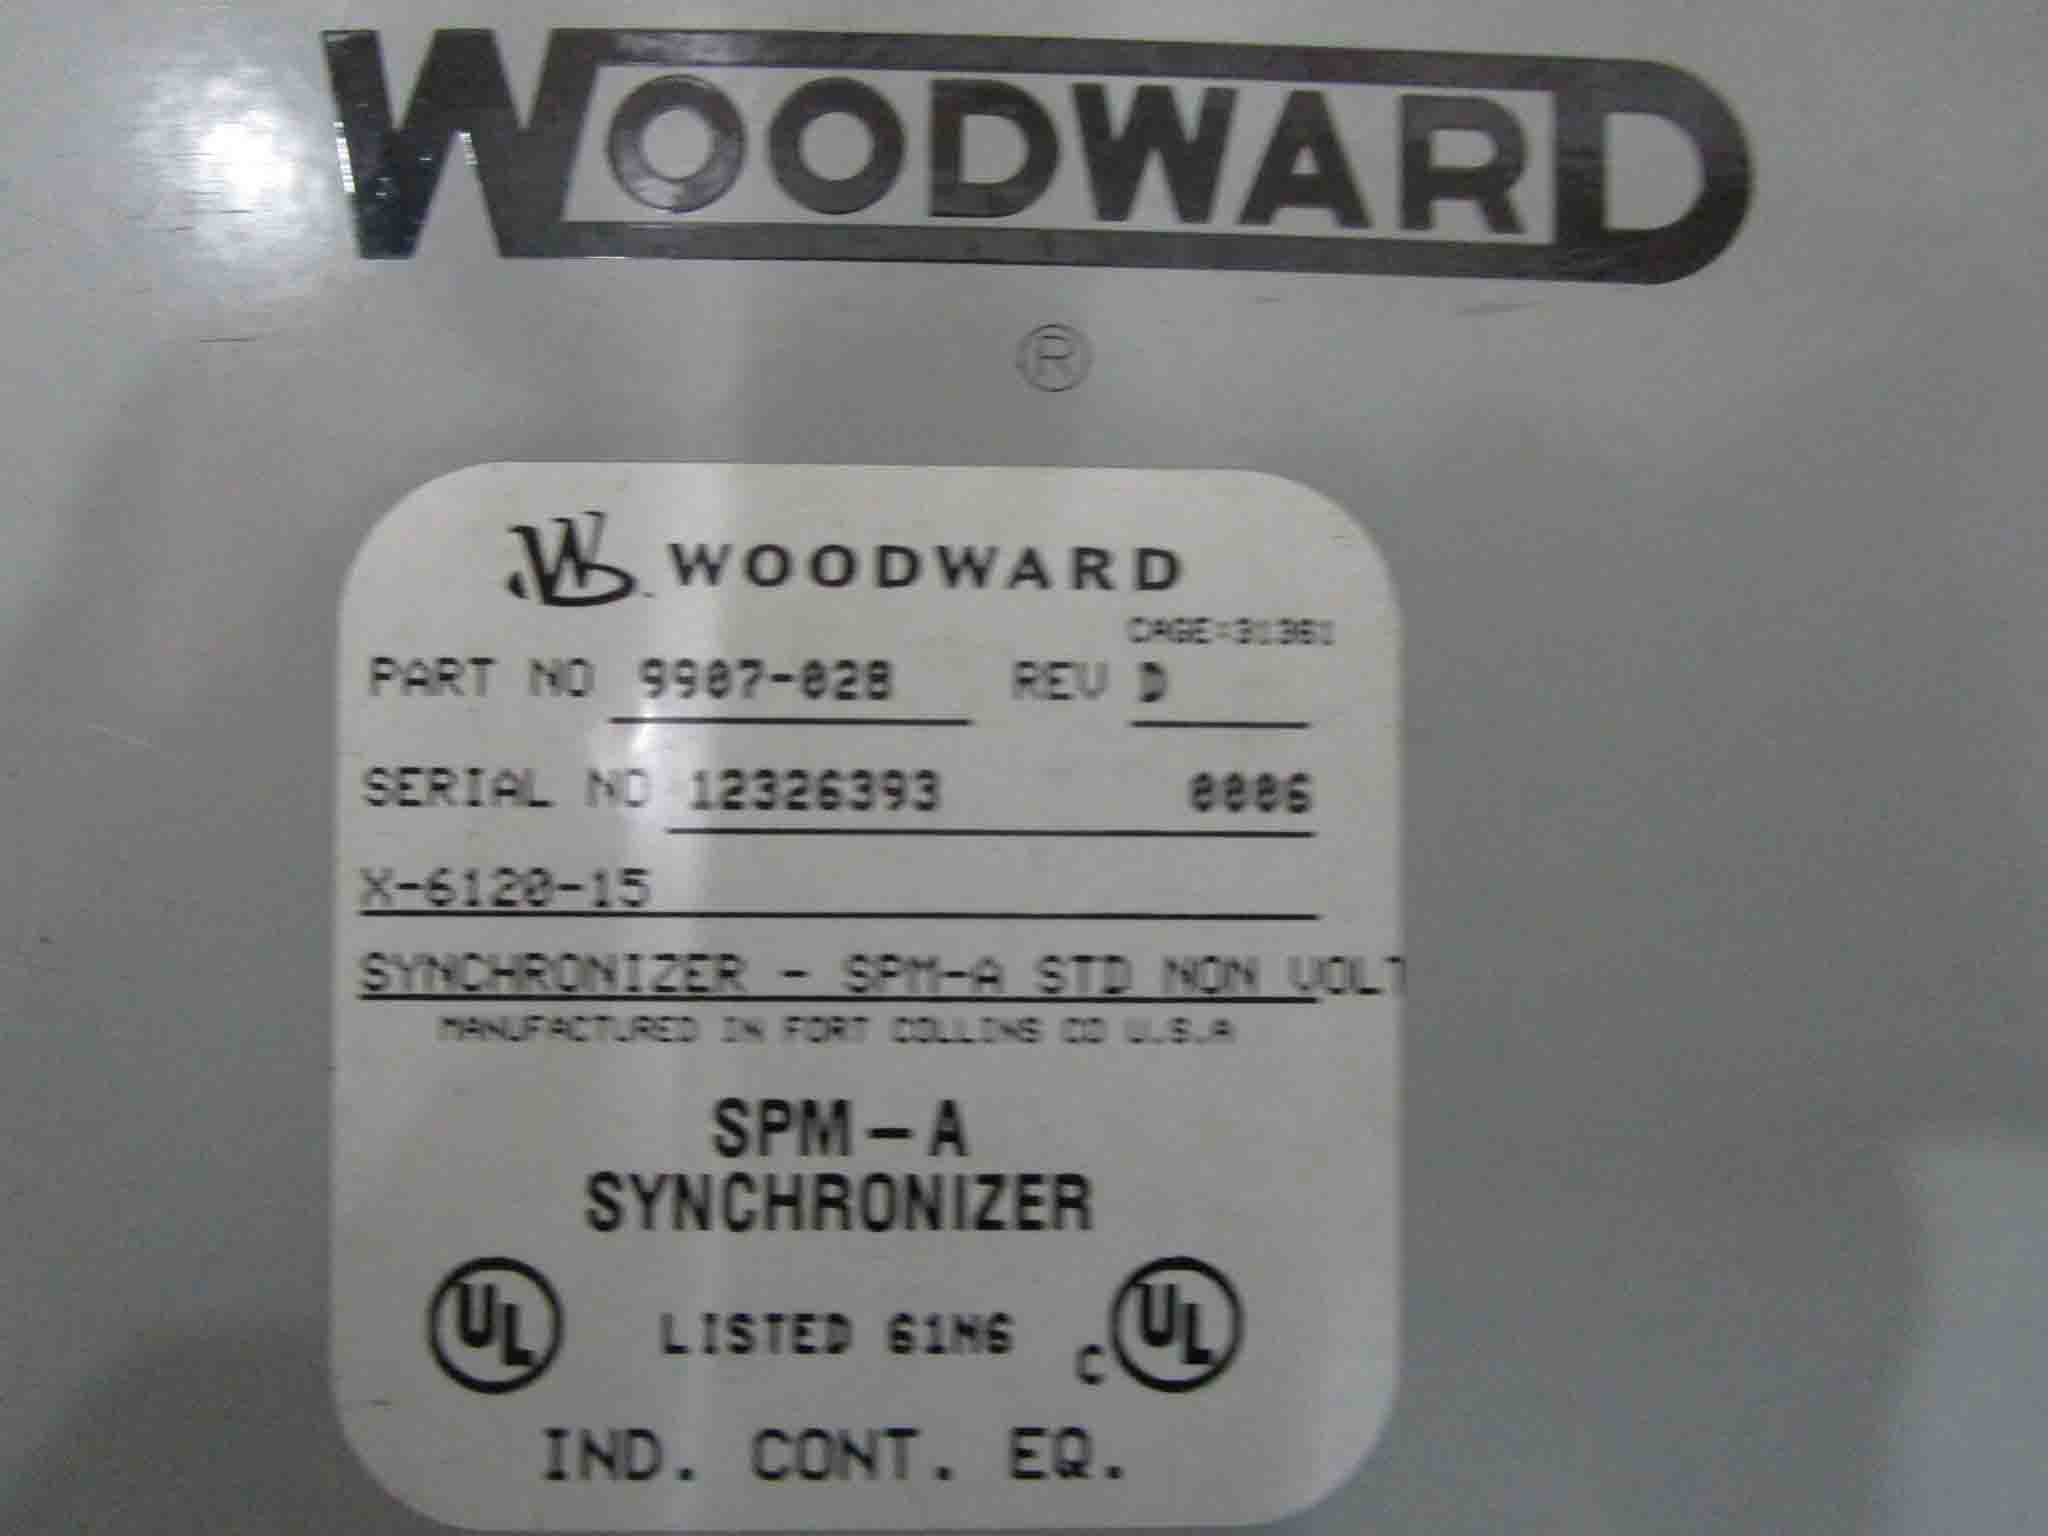 WOODWARD
®
W WOODWARD
CAGE:31361
PART NO 9907-028 REV D
SERIAL NO 12326393 0006
X-6120-15
SYNCHRONIZER - SPM-A STD NON VOLT
MANUFACTURED IN FORT COLLINS CO U.S.A
SPM-A
SYNCHRONIZER
UL LISTED 61M6 c UL
IND. CONT. EQ.